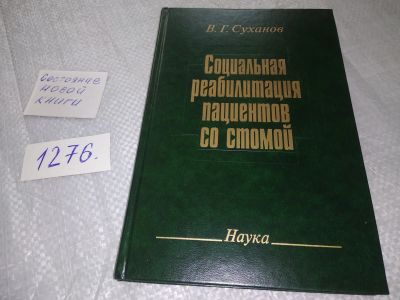 В. Г. Суханов
Социальная
реабилитация
пациентов
со стомой
Наука
Состояние
новой
книги
1276.